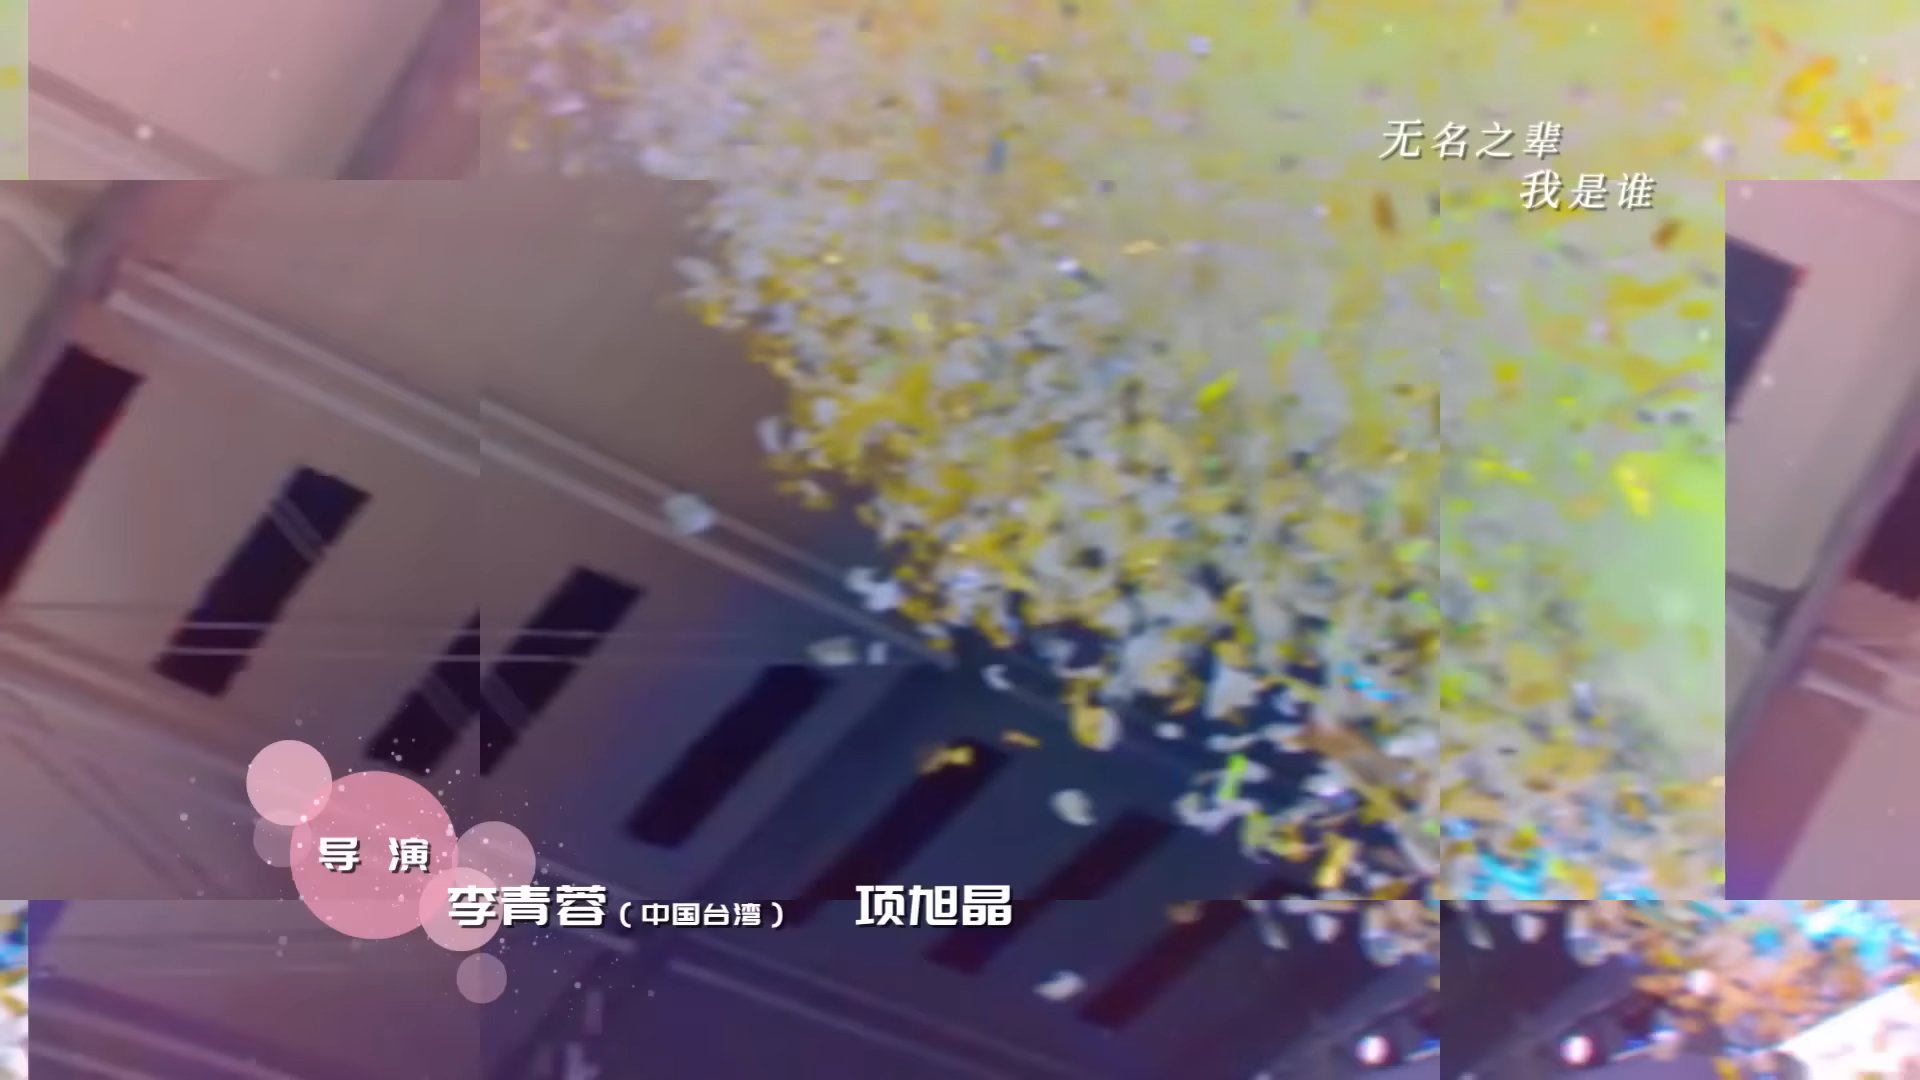 无名之辈
我是谁
导演
李青蓉（中国台湾） 项旭晶